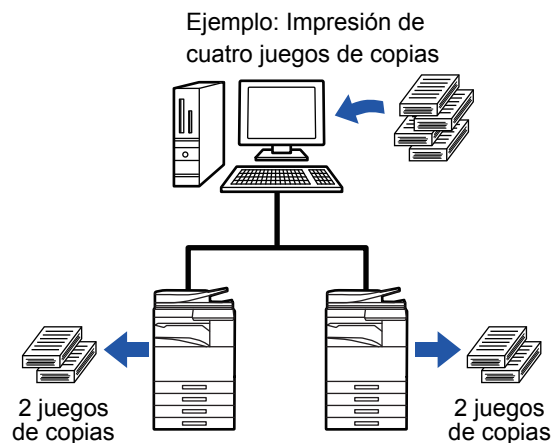 Ejemplo: Impresión de
cuatro juegos de copias
2 juegos
de copias
2 juegos
de copias